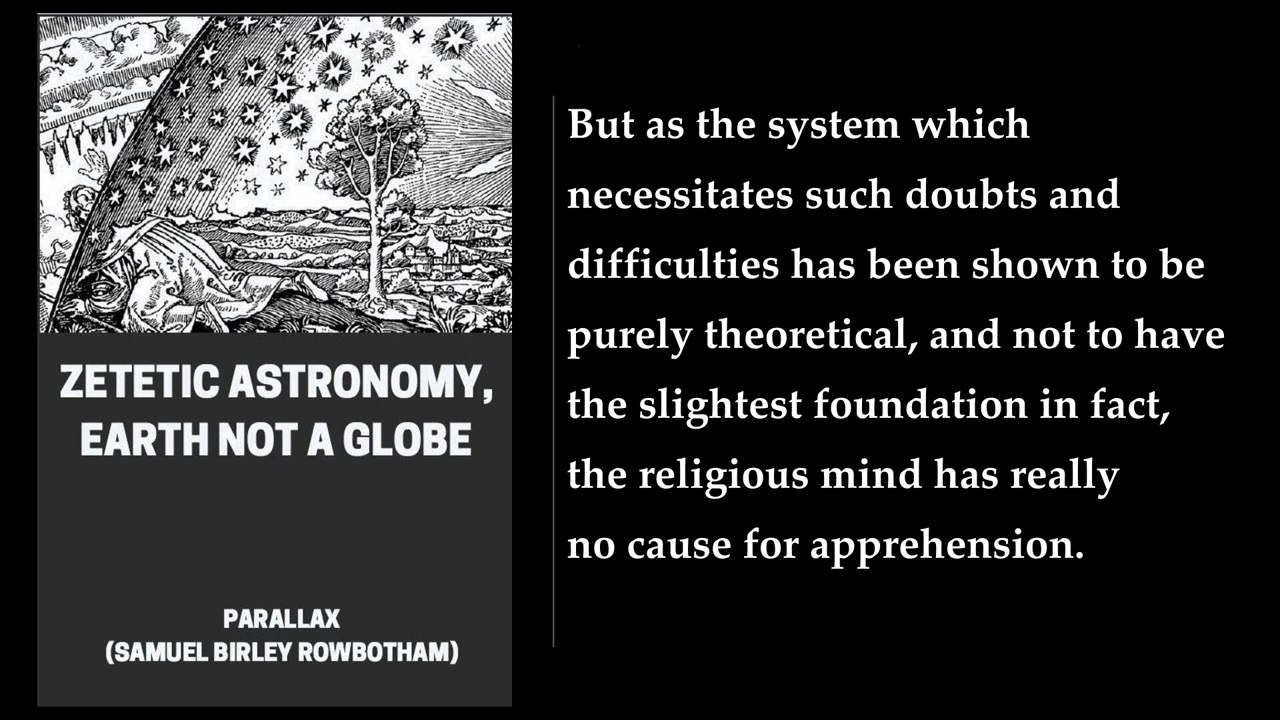 ZETETIC ASTRONOMY,
EARTH NOT A GLOBE
PARALLAX
(SAMUEL BIRLEY ROWBOTHAM)
But as the system which
necessitates such doubts and
difficulties has been shown to be
purely theoretical, and not to have
the slightest foundation in fact,
the religious mind has really
no cause for apprehension.